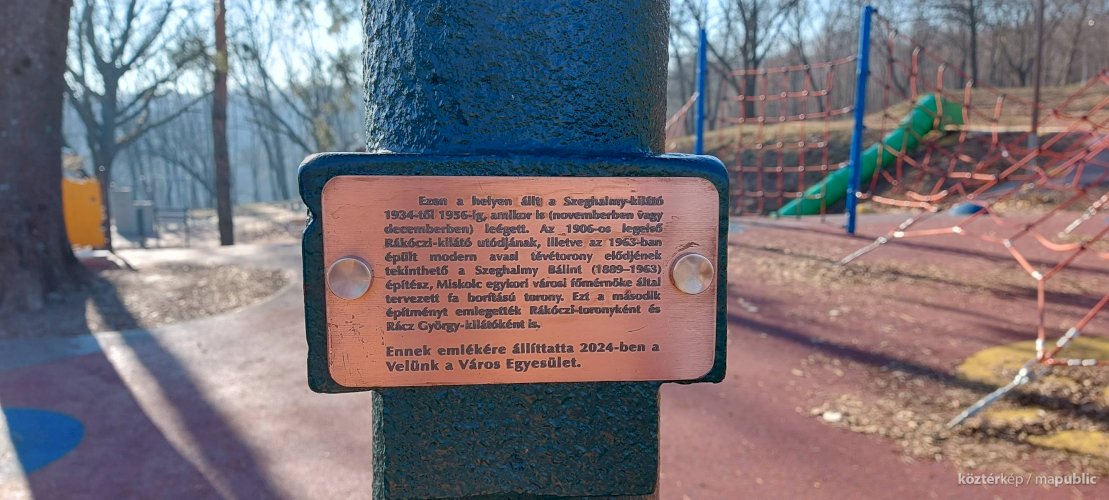 Ezen a helyen állt a Szeghalmy-kilátó
1934-től 1956-ig, amikor is (novemberben vagy
decemberben) leégett. Az 1906-os legelső
Rákóczi-kilátó utódjának, illetve az 1963-ban
épült modern avasi tévétorony elődjének
tekinthető a Szeghalmy Bálint (1889–1963)
építész, Miskolc egykori városi főmérnöke által
tervezett fa borítású torony. Ezt a második
építményt emlegették Rákóczi-toronyként és
Rácz György-kilátóként is.
Ennek emlékére állíttatta 2024-ben a
Velünk a Város Egyesület.
köztérkép / mapublic